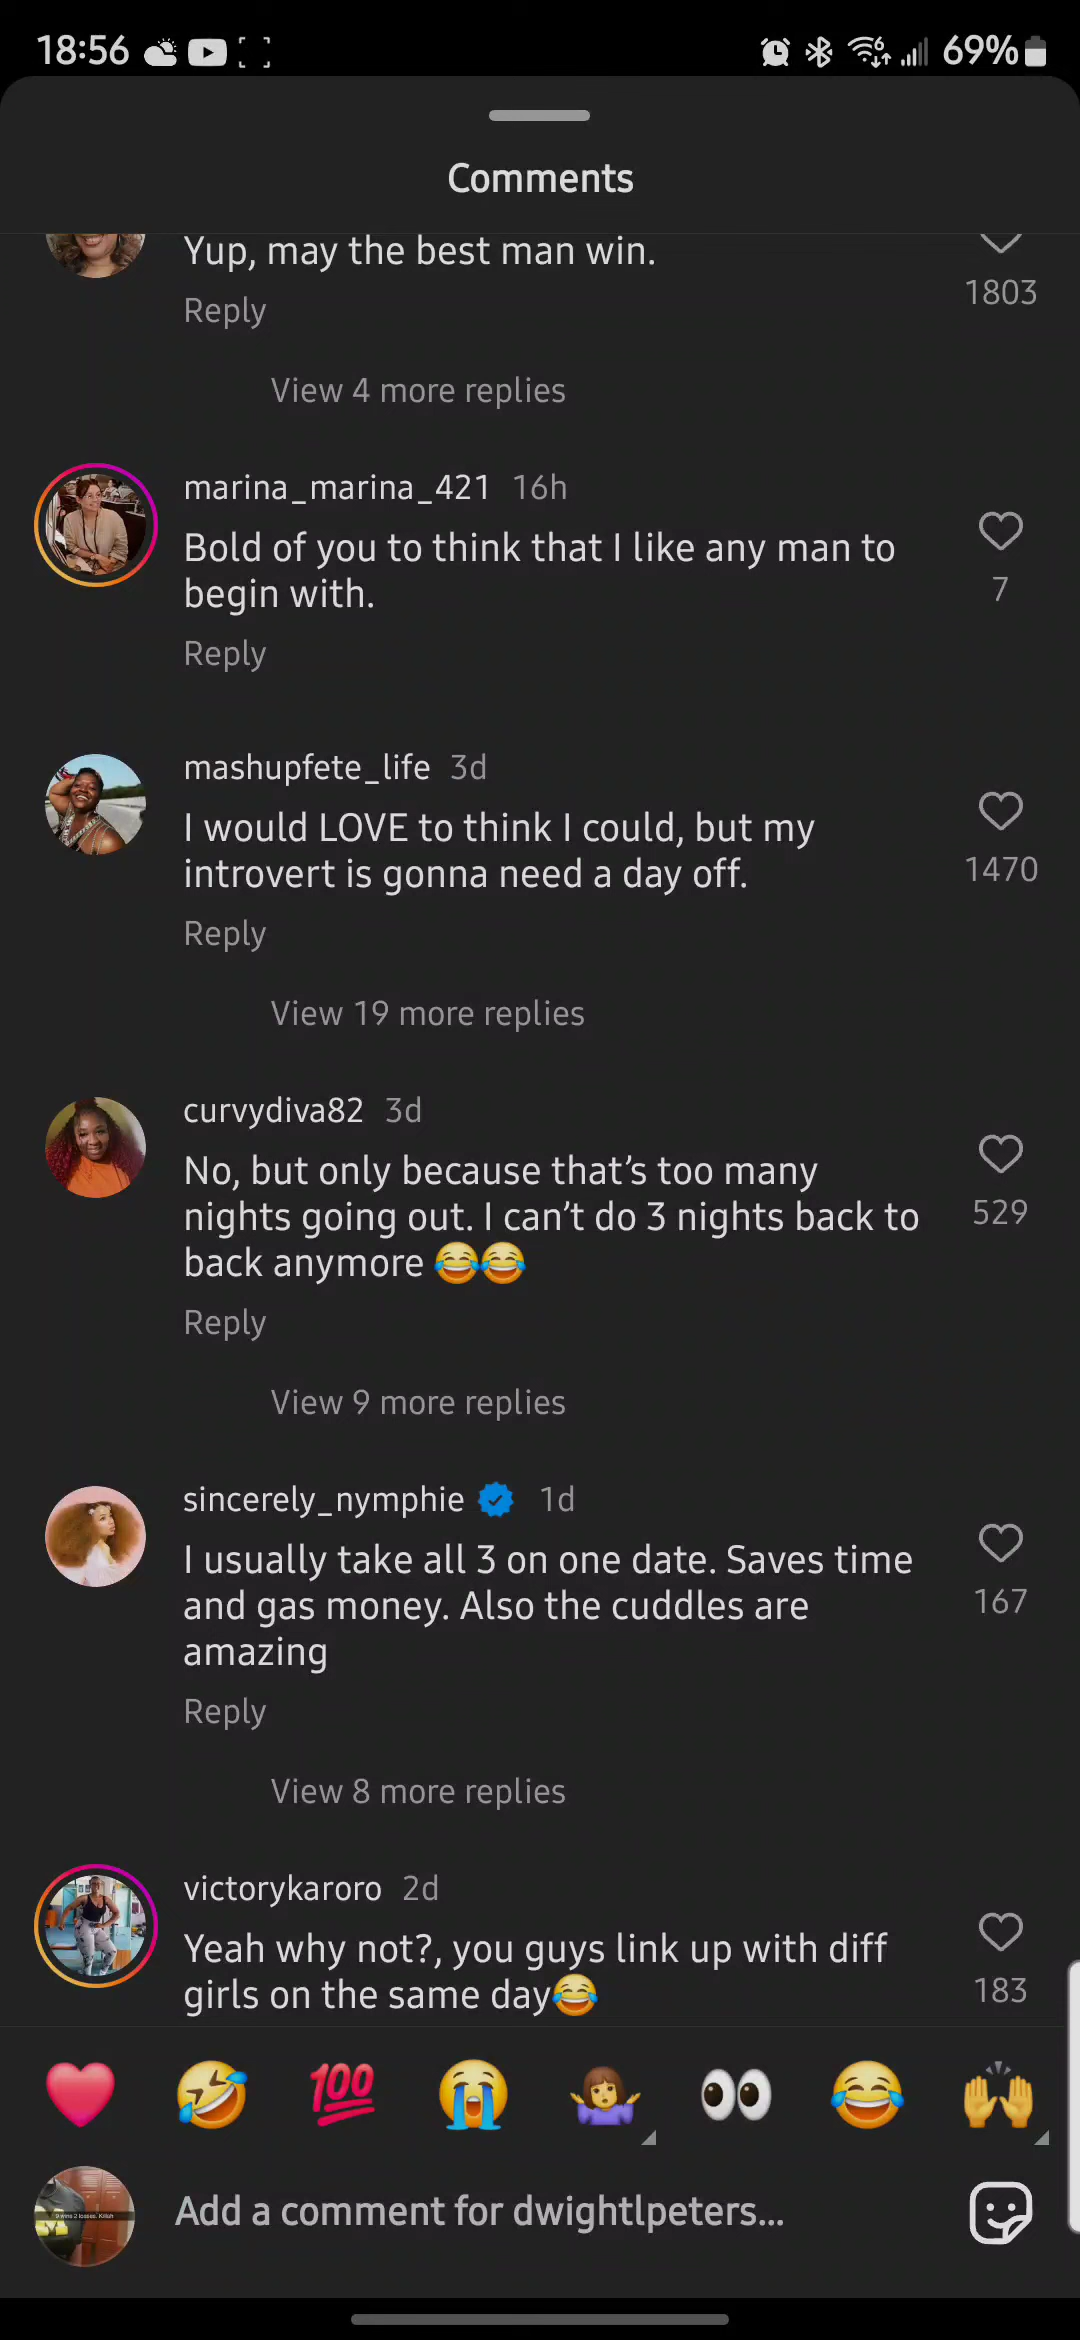 18:56
69%
Comments
Yup, may the best man win.
1803
Reply
View 4 more replies
marina_marina_421 16h
Bold of you to think that I like any man to
begin with.
7
Reply
mashupfete_life 3d
I would LOVE to think I could, but my
introvert is gonna need a day off.
1470
Reply
View 19 more replies
curvydiva82 3d
No, but only because that's too many
nights going out. I can't do 3 nights back to
back anymore 😂😂
529
Reply
View 9 more replies
sincerely_nymphie 1d
I usually take all 3 on one date. Saves time
and gas money. Also the cuddles are
amazing
167
Reply
View 8 more replies
victorykaroro 2d
Yeah why not?, you guys link up with diff
girls on the same day😂
183
❤️ 🤣 💯 😭 🤷‍♀️ 👀 😂 🙌
Add a comment for dwightlpeters...